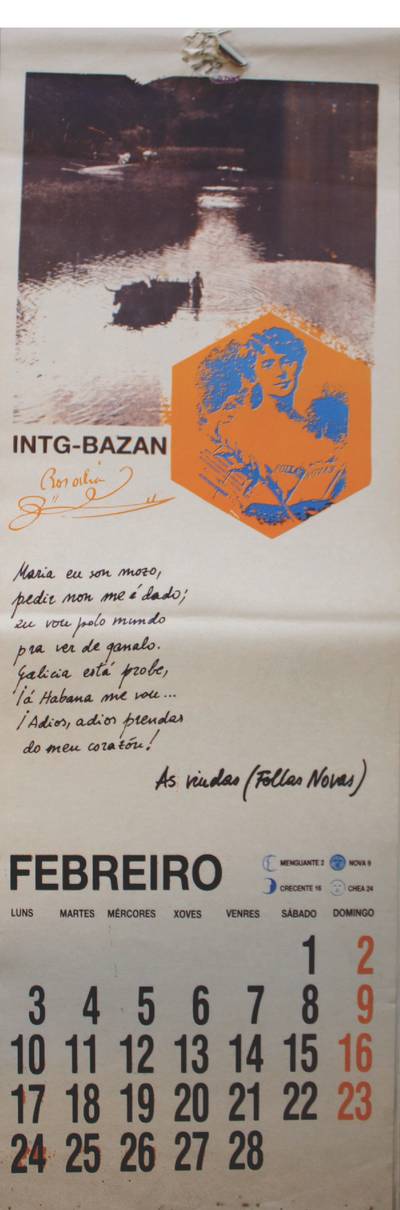 INTG-BAZAN
FOLLAS NOVAS
Rosalía
Maria eu son mozo,
pedir non me é dado;
eu vou polo mundo
pra ver de ganalo.
Galicia está probe,
i á Habana me vou...
¡Adios, adios prendas
do meu corazón!
As viudas (Follas Novas)
FEBREIRO
MENGUANTE 2 NOVA 9
CRECENTE 16 CHEA 24
LUNS MARTES MÉRCORES XOVES VENRES SÁBADO DOMINGO
1 2
3 4 5 6 7 8 9
10 11 12 13 14 15 16
17 18 19 20 21 22 23
24 25 26 27 28